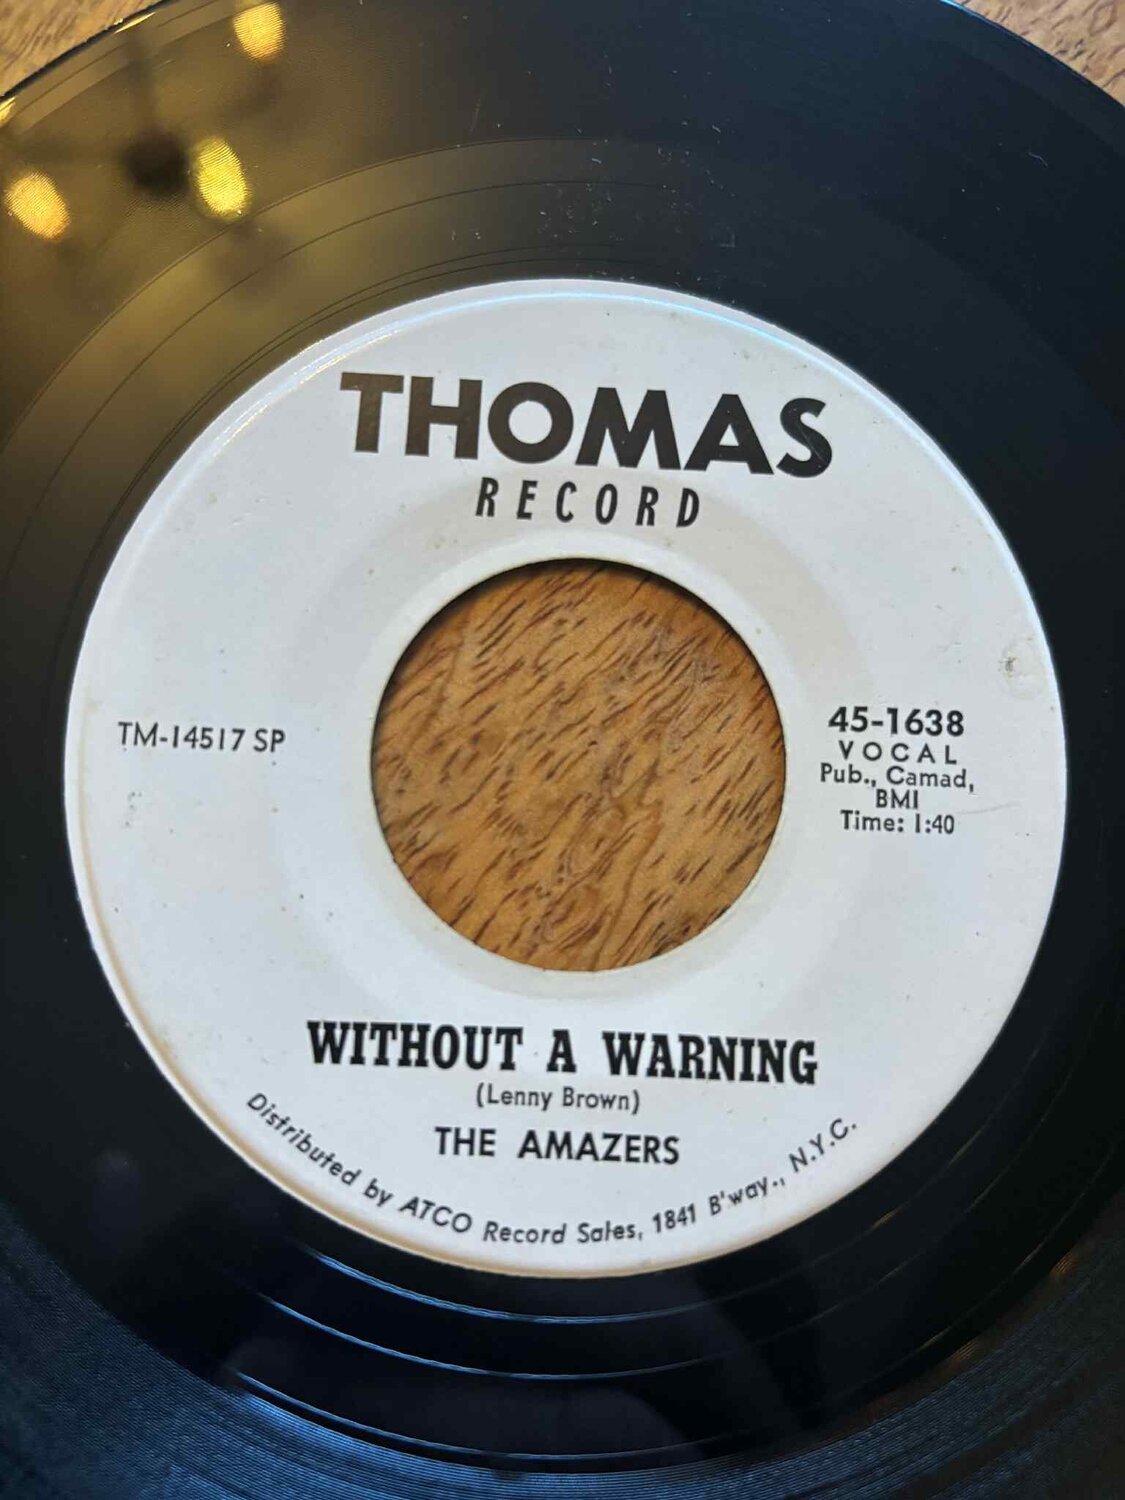 THOMAS
RECORD
TM-14517 SP
45-1638
VOCAL
Pub., Camad,
BMI
Time: 1:40
WITHOUT A WARNING
(Lenny Brown)
THE AMAZERS
Distributed by ATCO Record Sales, 1841 B'way., N.Y.C.